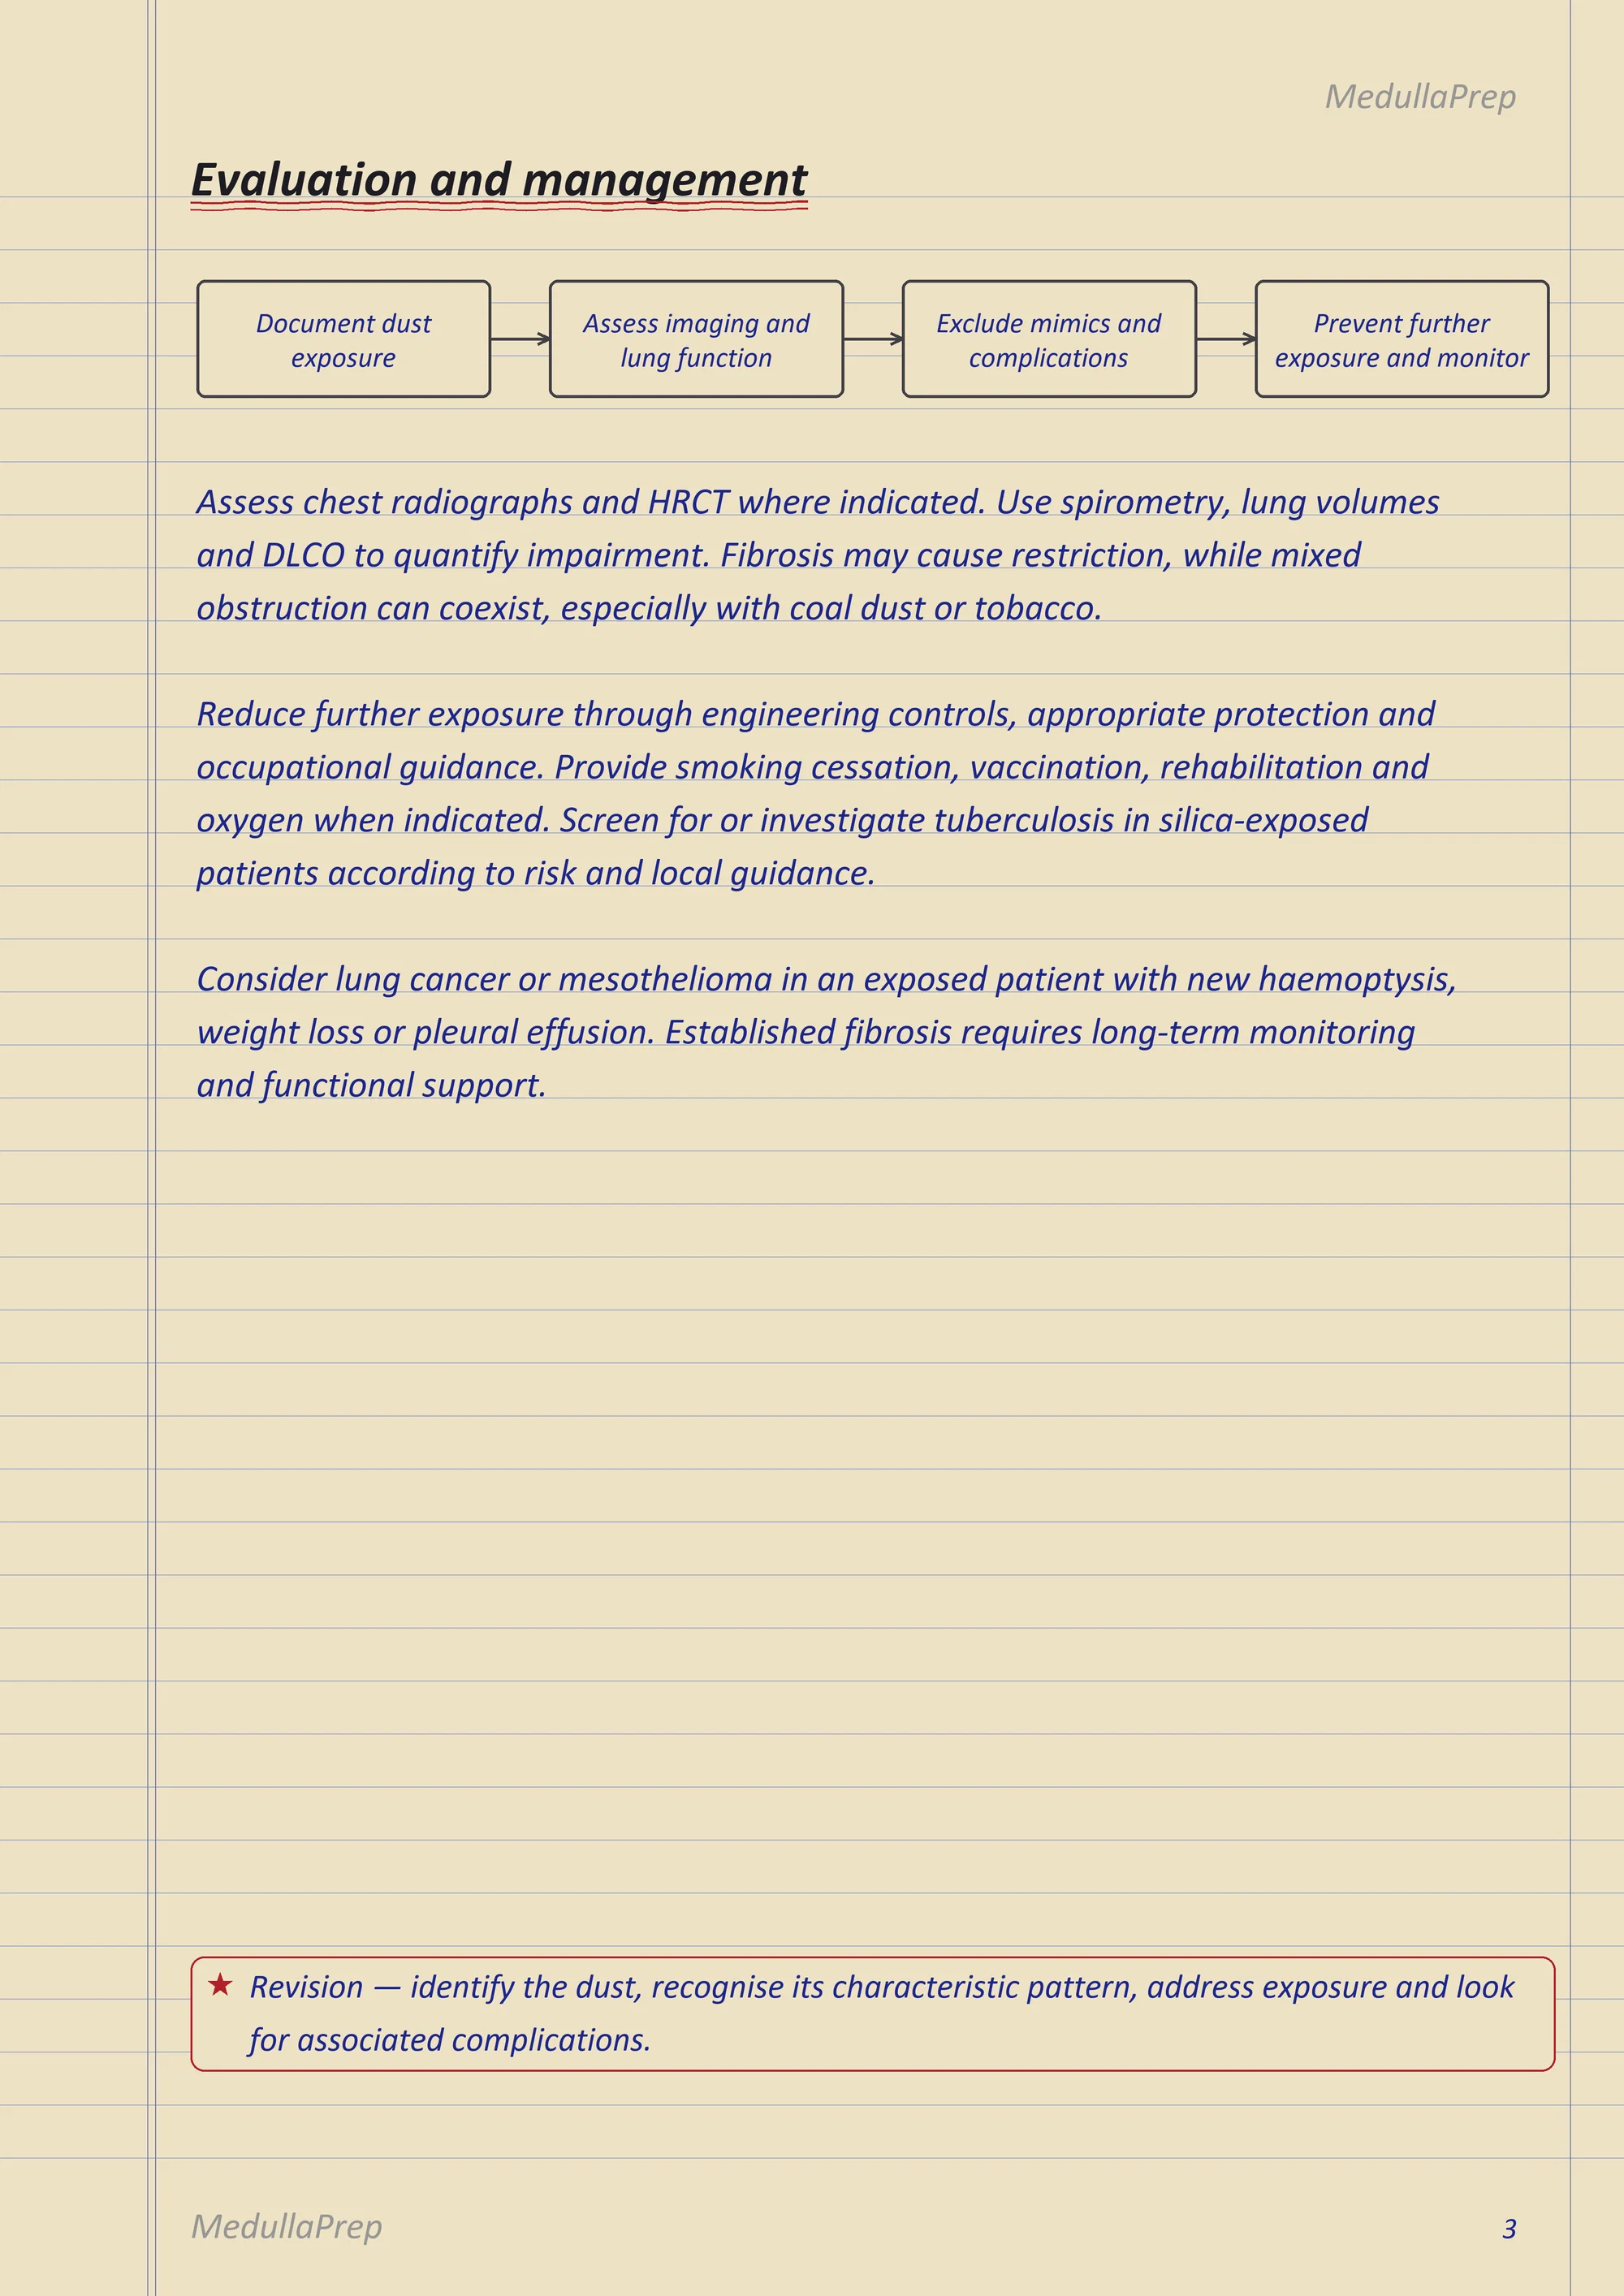 MedullaPrep
Evaluation and management
Document dust
exposure
Assess imaging and
lung function
Exclude mimics and
complications
Prevent further
exposure and monitor
Assess chest radiographs and HRCT where indicated. Use spirometry, lung volumes
and DLCO to quantify impairment. Fibrosis may cause restriction, while mixed
obstruction can coexist, especially with coal dust or tobacco.
Reduce further exposure through engineering controls, appropriate protection and
occupational guidance. Provide smoking cessation, vaccination, rehabilitation and
oxygen when indicated. Screen for or investigate tuberculosis in silica-exposed
patients according to risk and local guidance.
Consider lung cancer or mesothelioma in an exposed patient with new haemoptysis,
weight loss or pleural effusion. Established fibrosis requires long-term monitoring
and functional support.
★ Revision — identify the dust, recognise its characteristic pattern, address exposure and look
for associated complications.
MedullaPrep
3